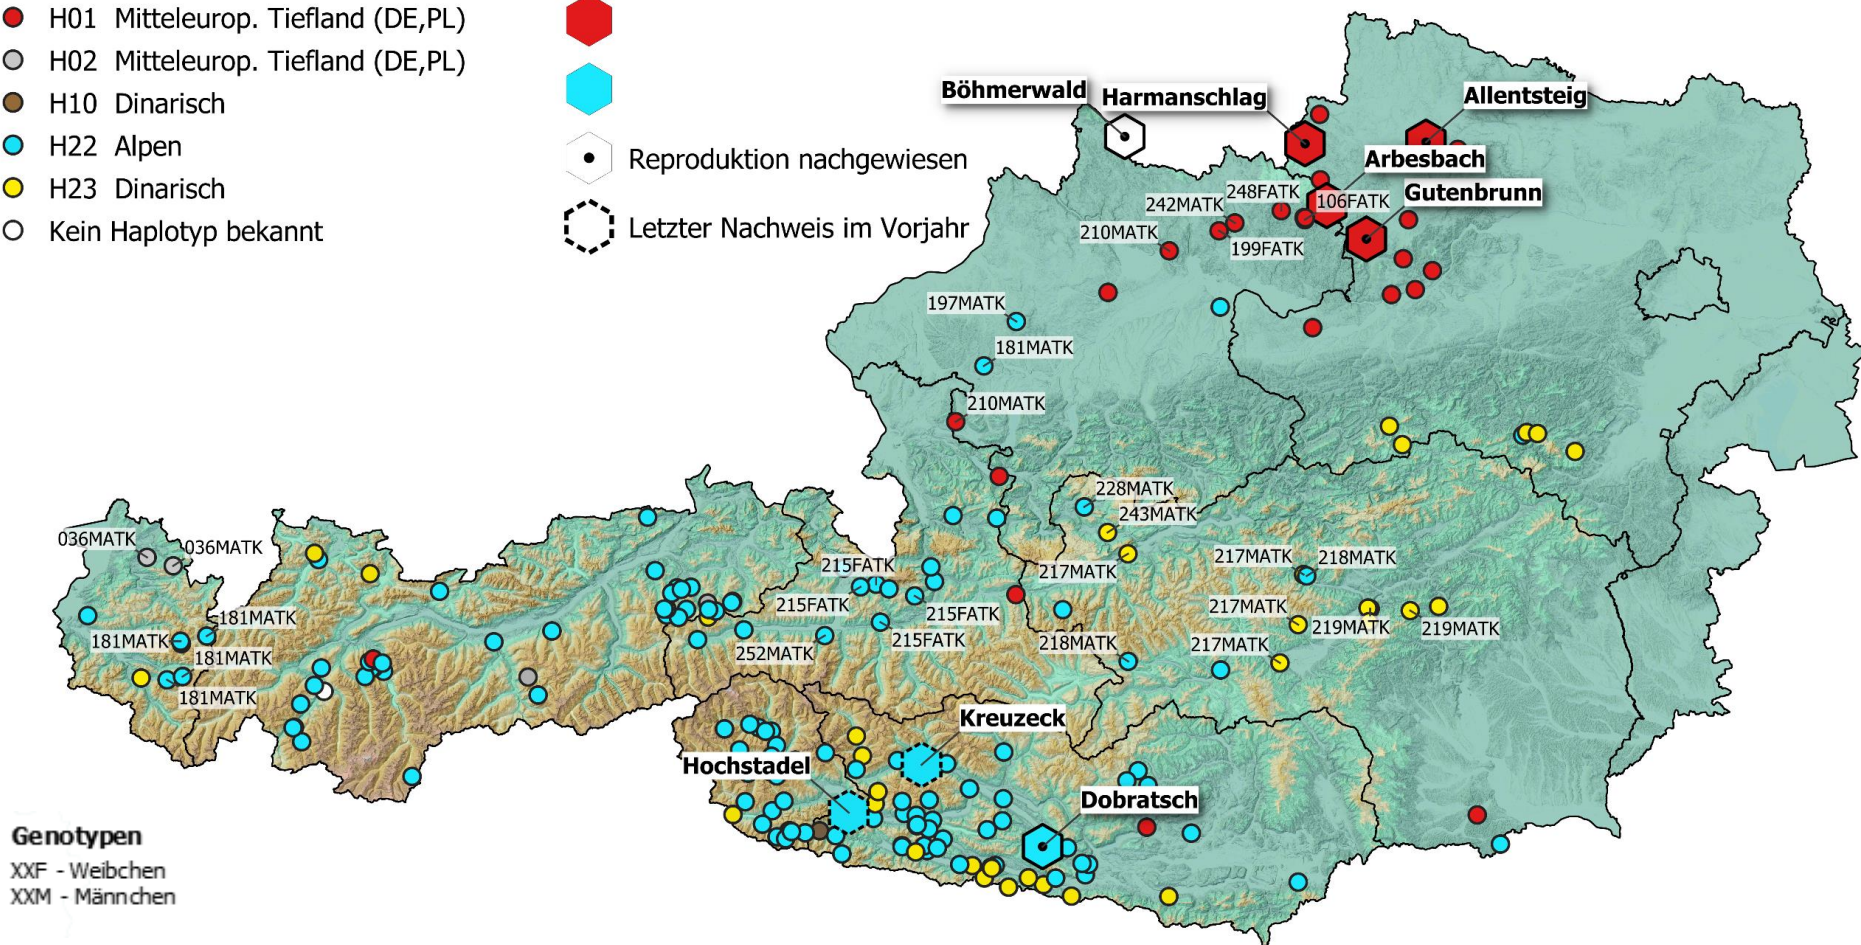 H01 Mitteleurop. Tiefland (DE,PL)
H02 Mitteleurop. Tiefland (DE,PL)
H10 Dinarisch
H22 Alpen
H23 Dinarisch
Kein Haplotyp bekannt
Reproduktion nachgewiesen
Letzter Nachweis im Vorjahr
Böhmerwald
Harmanschlag
Allentsteig
Arbesbach
Gutenbrunn
248FATK
106FATK
242MATK
210MATK
199FATK
197MATK
181MATK
210MATK
228MATK
243MATK
217MATK
036MATK
036MATK
215FATK
217MATK
218MATK
215FATK
215FATK
217MATK
219MATK
219MATK
181MATK
181MATK
181MATK
181MATK
252MATK
215FATK
218MATK
217MATK
Kreuzeck
Hochstadel
Dobratsch
Genotypen
XXF - Weibchen
XXM - Männchen